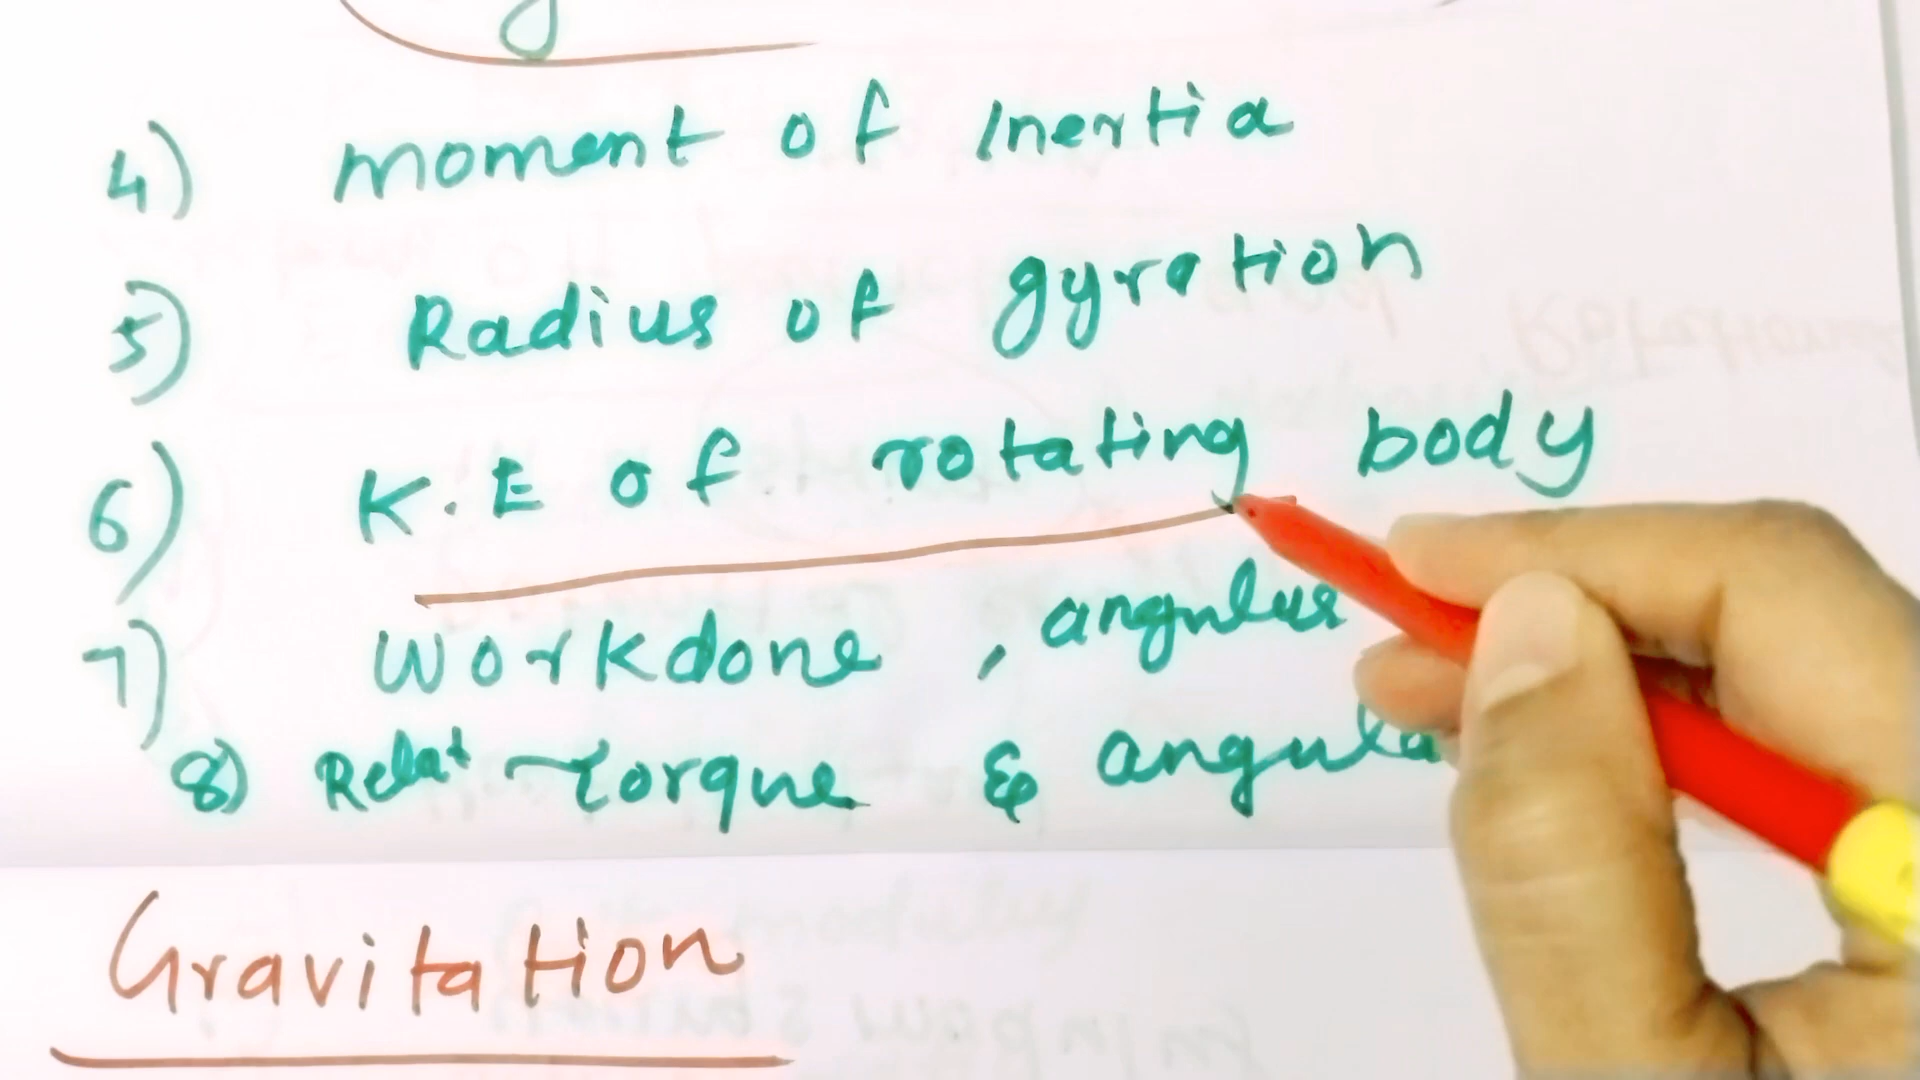 4) Moment of Inertia
5) Radius of gyration
6) K.E of rotating body
7) Workdone , angular
8) Relat Torque & angula
Gravitation